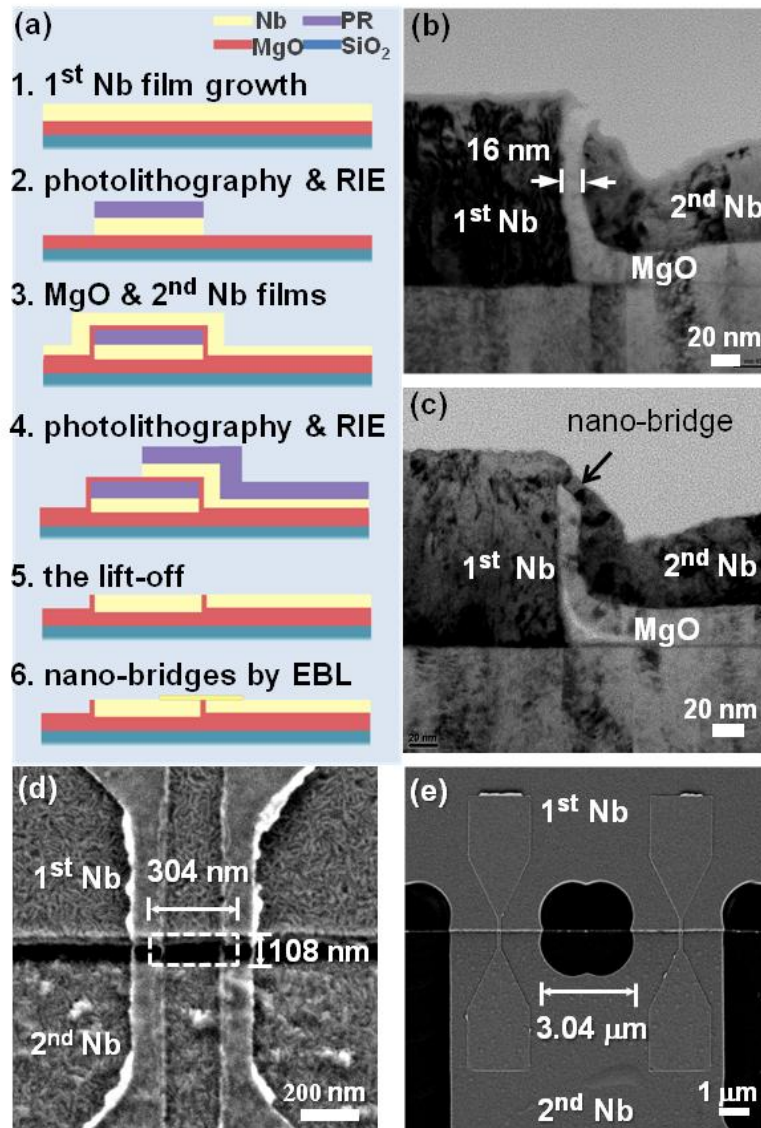 (a)
Nb PR
MgO SiO₂
1. 1ˢᵗ Nb film growth
2. photolithography & RIE
3. MgO & 2ⁿᵈ Nb films
4. photolithography & RIE
5. the lift-off
6. nano-bridges by EBL
(b)
16 nm
1ˢᵗ Nb
2ⁿᵈ Nb
MgO
20 nm
(c)
nano-bridge
1ˢᵗ Nb
2ⁿᵈ Nb
MgO
20 nm
20 nm
(d)
1ˢᵗ Nb
304 nm
108 nm
2ⁿᵈ Nb
200 nm
(e)
1ˢᵗ Nb
3.04 μm
1 μm
2ⁿᵈ Nb